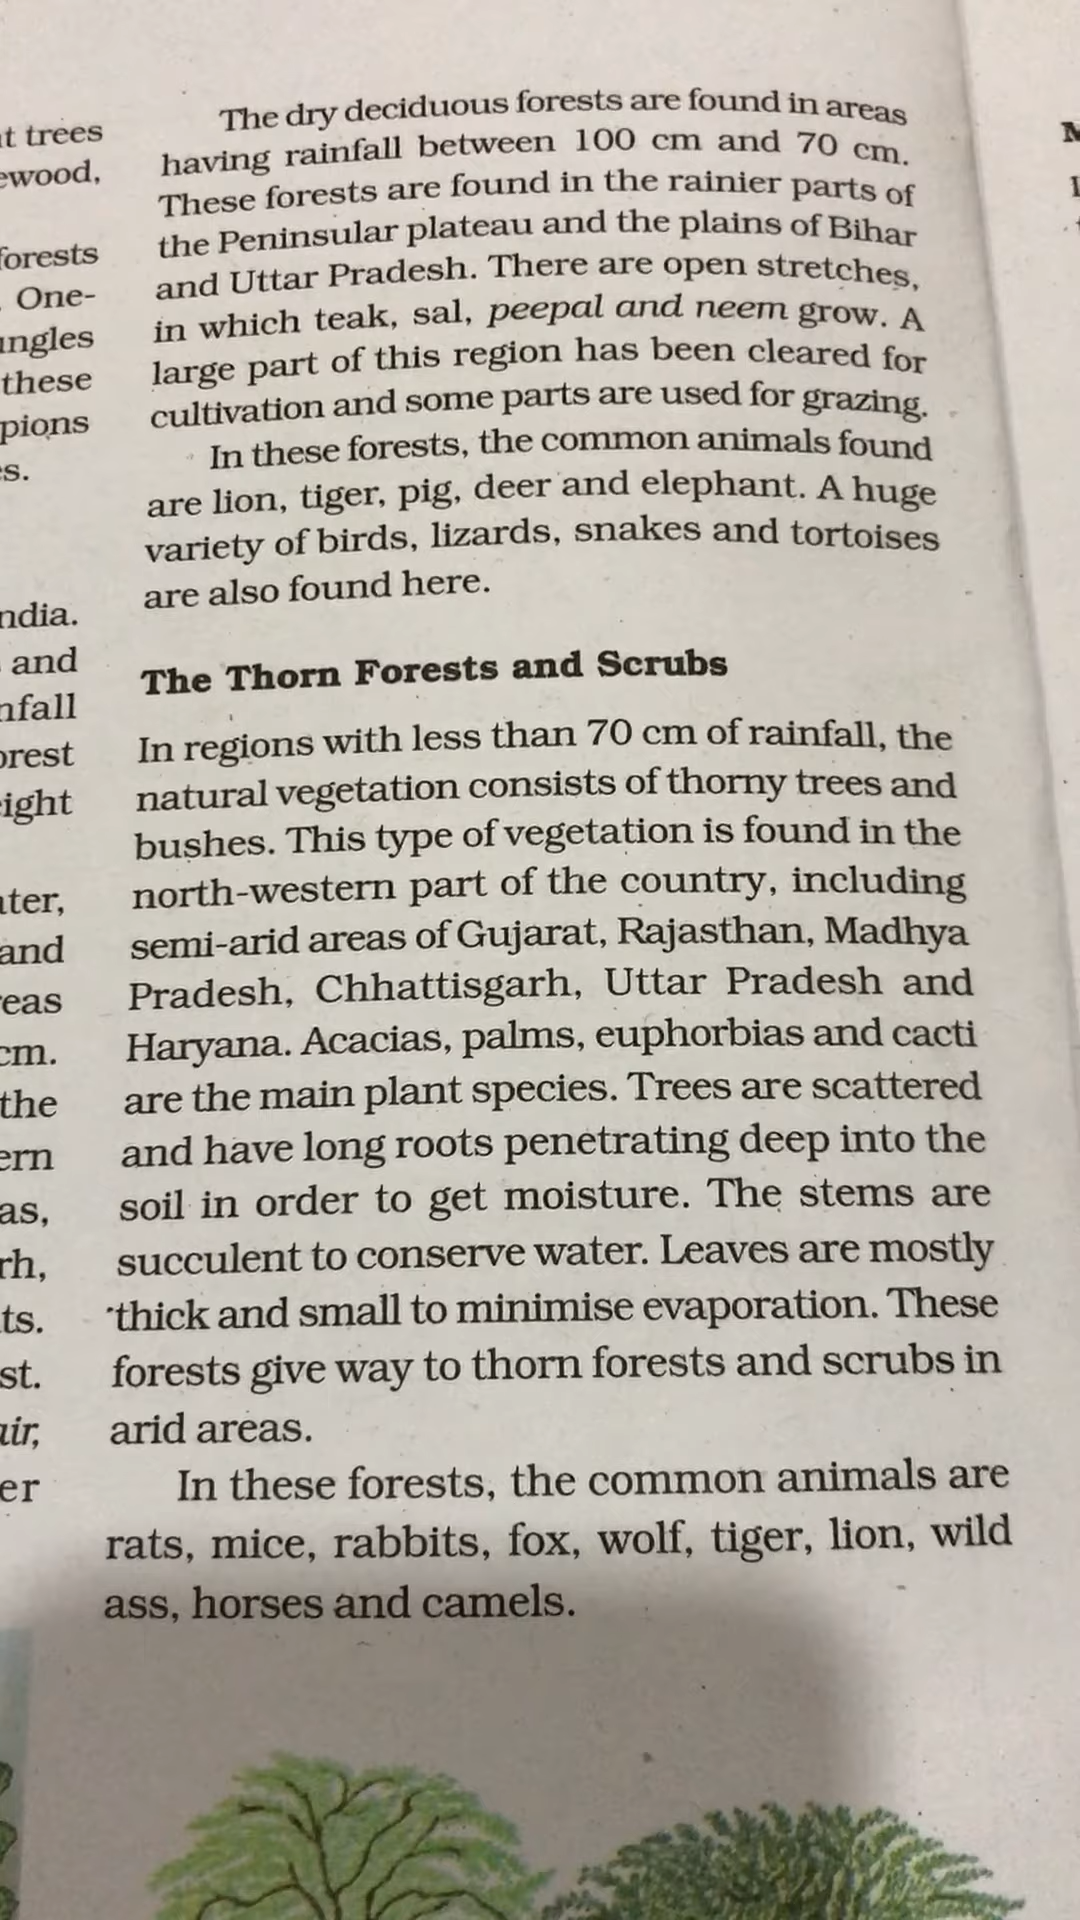 t trees
ewood,
forests
. One-
ungles
these
pions
es.
ndia.
and
nfall
orest
eight
ater,
and
reas
cm.
the
ern
as,
rh,
ts.
st.
air,
er
The dry deciduous forests are found in areas
having rainfall between 100 cm and 70 cm.
These forests are found in the rainier parts of
the Peninsular plateau and the plains of Bihar
and Uttar Pradesh. There are open stretches,
in which teak, sal, peepal and neem grow. A
large part of this region has been cleared for
cultivation and some parts are used for grazing.
In these forests, the common animals found
are lion, tiger, pig, deer and elephant. A huge
variety of birds, lizards, snakes and tortoises
are also found here.
The Thorn Forests and Scrubs
In regions with less than 70 cm of rainfall, the
natural vegetation consists of thorny trees and
bushes. This type of vegetation is found in the
north-western part of the country, including
semi-arid areas of Gujarat, Rajasthan, Madhya
Pradesh, Chhattisgarh, Uttar Pradesh and
Haryana. Acacias, palms, euphorbias and cacti
are the main plant species. Trees are scattered
and have long roots penetrating deep into the
soil in order to get moisture. The stems are
succulent to conserve water. Leaves are mostly
thick and small to minimise evaporation. These
forests give way to thorn forests and scrubs in
arid areas.
In these forests, the common animals are
rats, mice, rabbits, fox, wolf, tiger, lion, wild
ass, horses and camels.